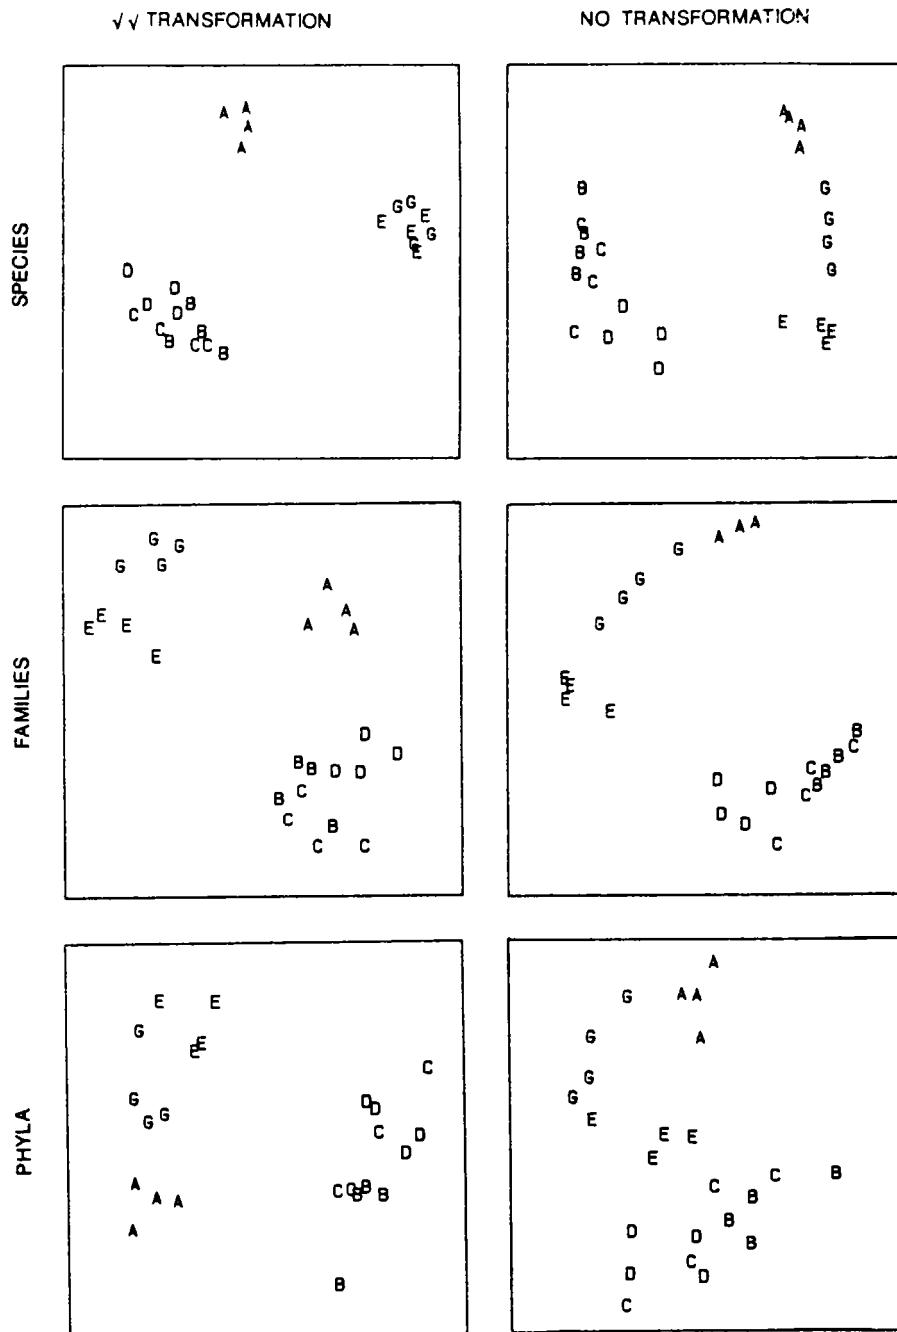 √√ TRANSFORMATION
NO TRANSFORMATION
SPECIES
A A
A
A
G G
E E
E G
G
E
D
D
D B
C D
C B
B C C B
A
A A
A
B
C
B
B C
B C
D
C D D
D
G
G
G
G
E E E
E
FAMILIES
G G
G G
E
E E
E
A
A
A A
D
B B D D D
B C
C B
C C
A A A
G
G
G
G
E
E
E E
B
C
B
C B
D D B
C
D D
C
PHYLA
E E
G
E
E
G
G G
A
A A
A
C
D D
C D
D
C C B B B
B
A
G A A
G A
G
G
E
E E
E
C C B
B
B
D D B
C
D D
C